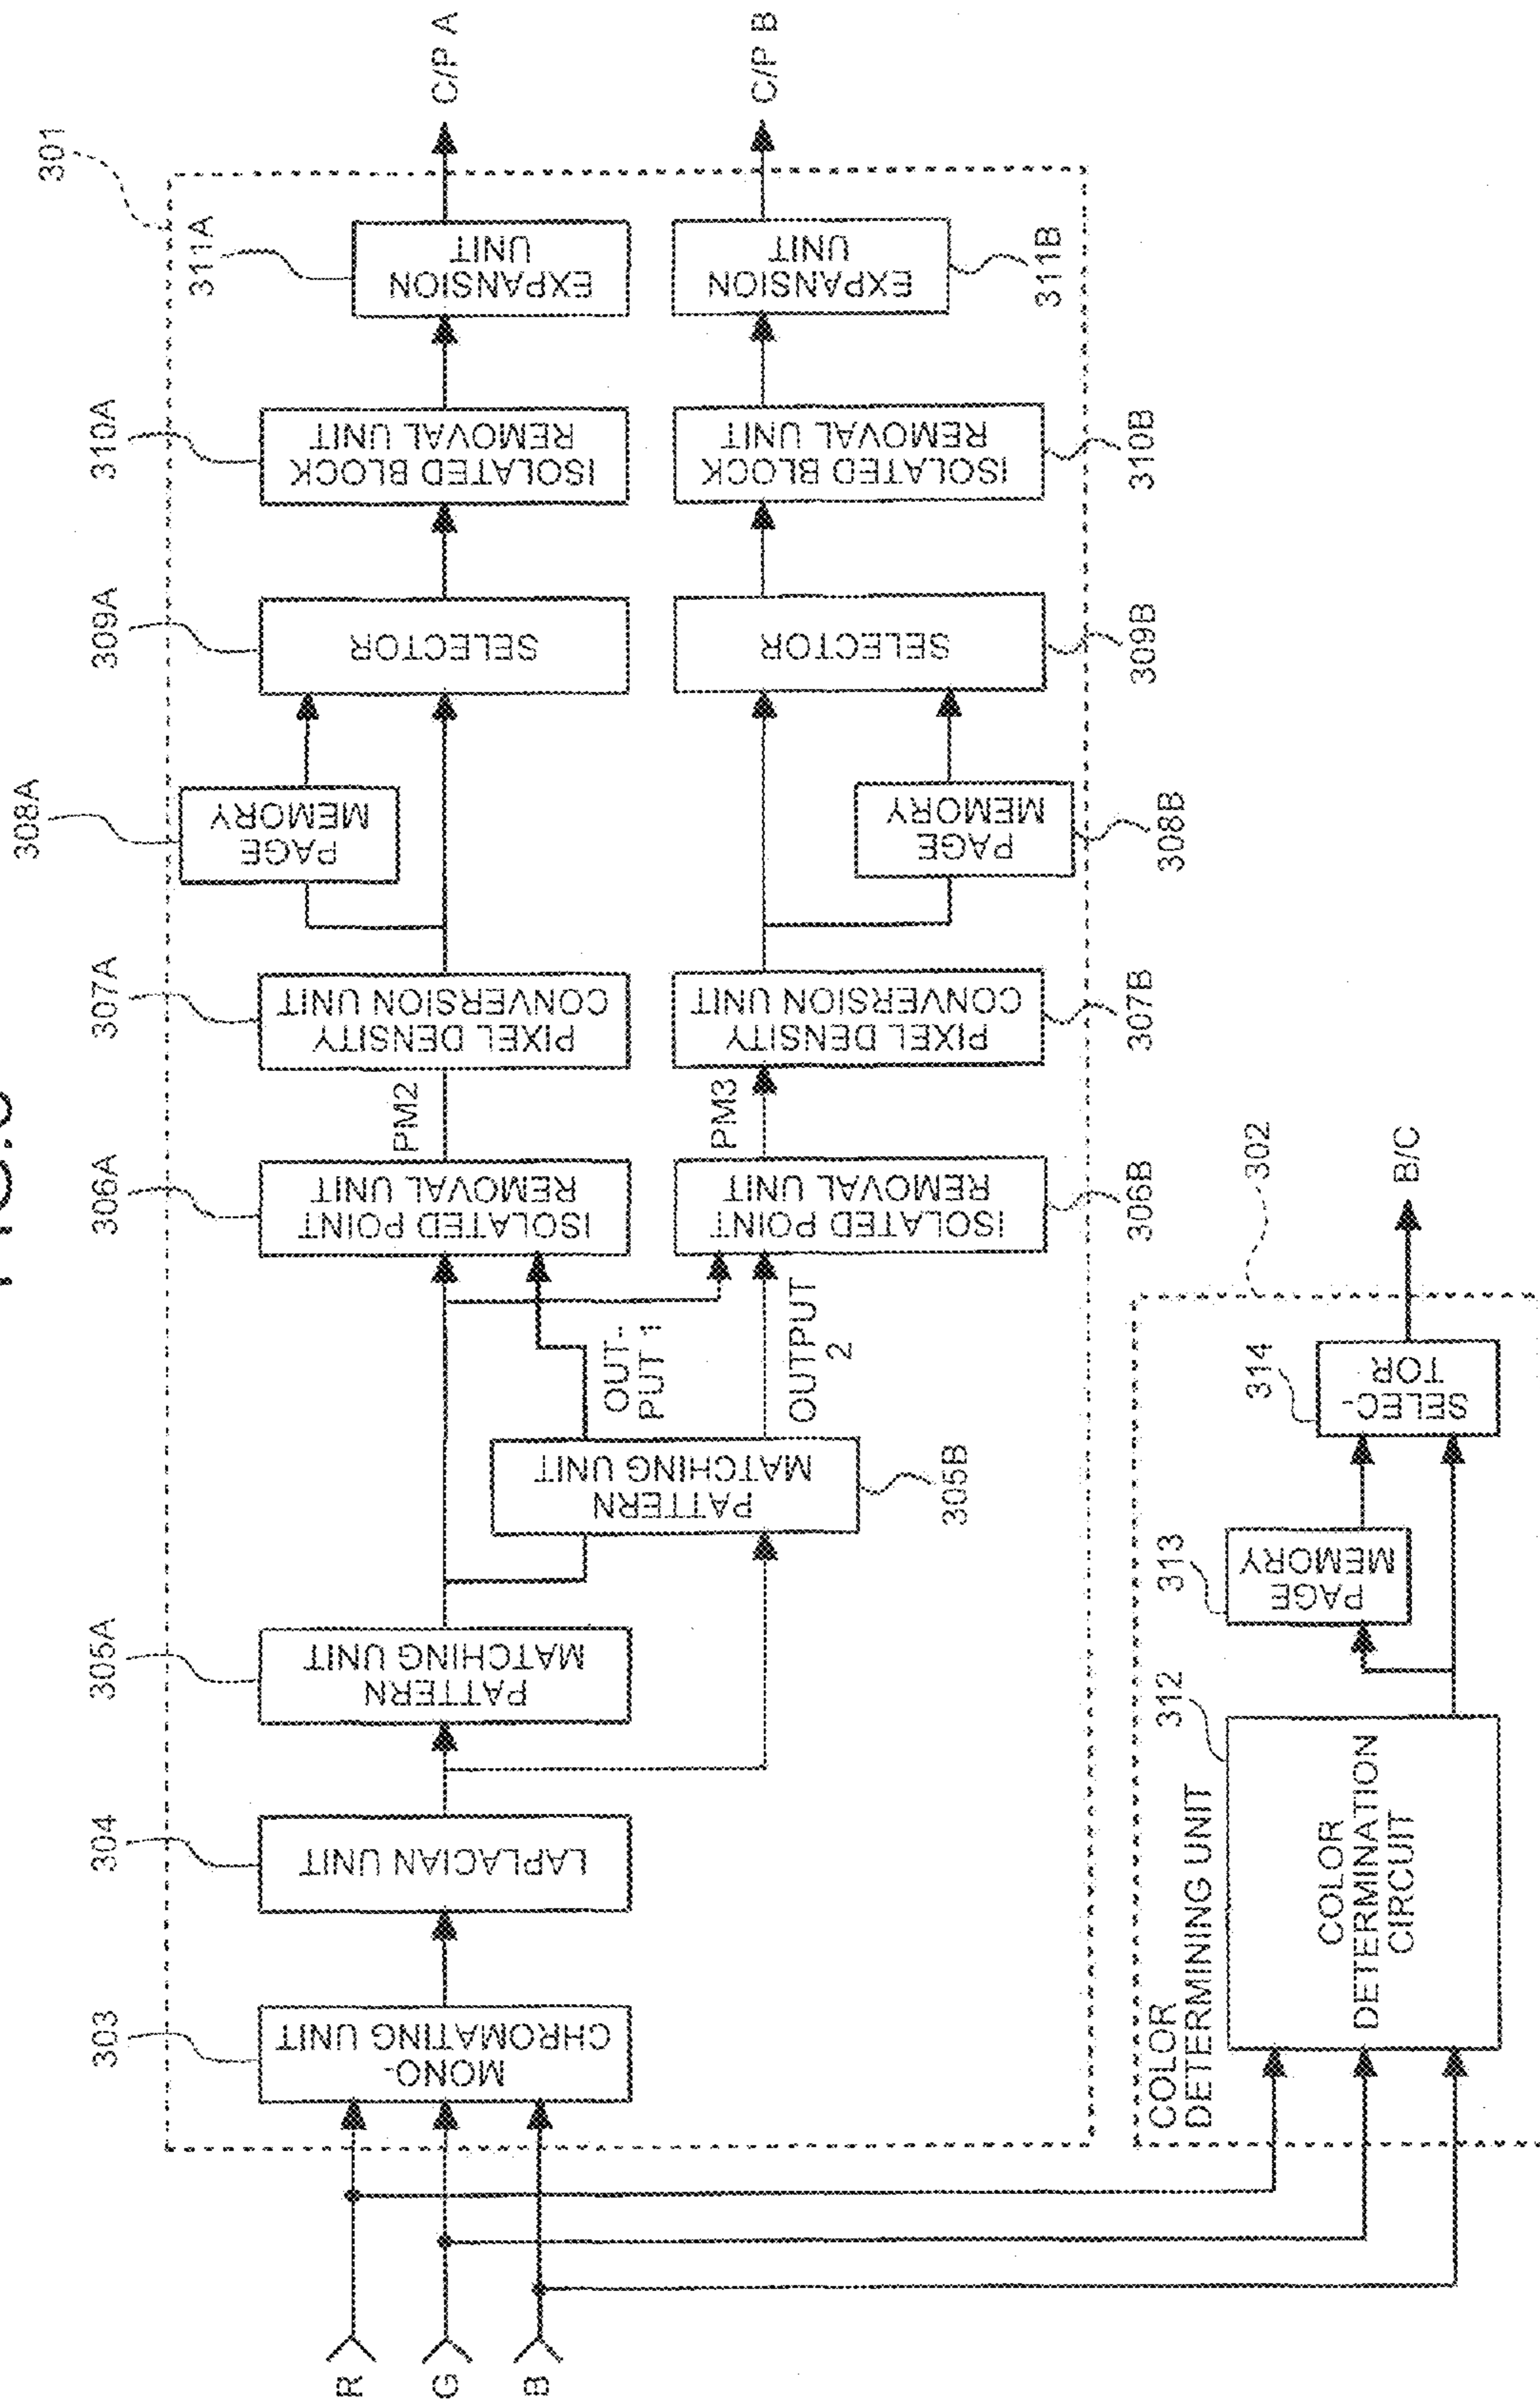 301
C/P A
C/P B
311A
EXPANSION
UNIT
EXPANSION
UNIT
311B
310A
ISOLATED BLOCK
REMOVAL UNIT
ISOLATED BLOCK
REMOVAL UNIT
310B
309A
SELECTOR
SELECTOR
309B
308A
PAGE
MEMORY
PAGE
MEMORY
308B
307A
PIXEL DENSITY
CONVERSION UNIT
PIXEL DENSITY
CONVERSION UNIT
307B
PM2
PM3
306A
ISOLATED POINT
REMOVAL UNIT
ISOLATED POINT
REMOVAL UNIT
306B
OUT-
PUT 1
OUTPUT
2
PATTERN
MATCHING UNIT
305B
305A
PATTERN
MATCHING UNIT
304
LAPLACIAN UNIT
303
MONO-
CHROMATING UNIT
R
G
B
302
B/C
314
SELEC-
TOR
313
PAGE
MEMORY
312
COLOR
DETERMINATION
CIRCUIT
COLOR
DETERMINING UNIT